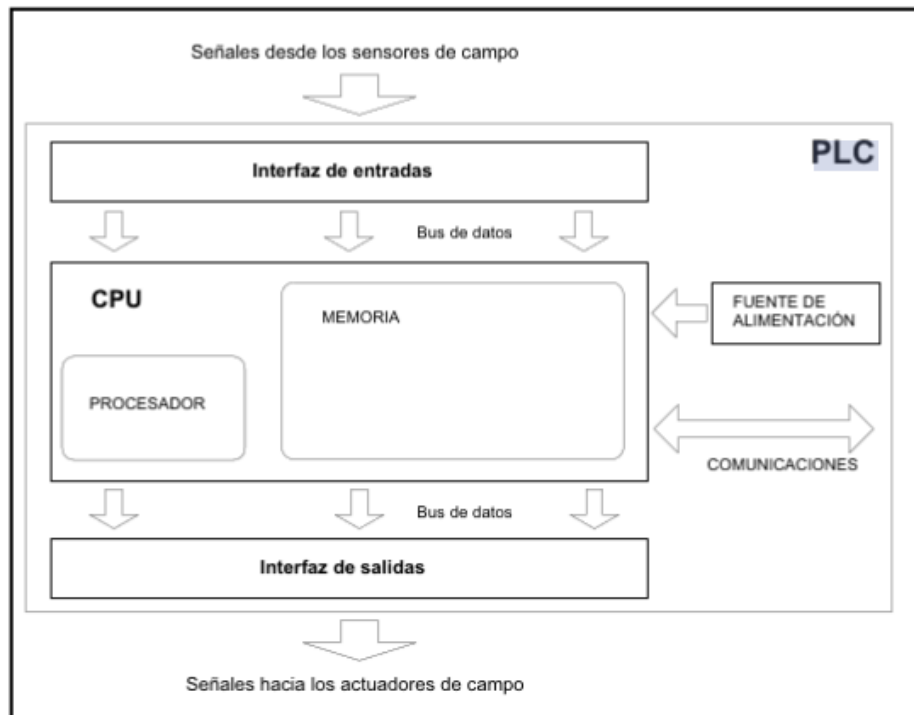 Señales desde los sensores de campo
PLC
Interfaz de entradas
Bus de datos
CPU
MEMORIA
FUENTE DE
ALIMENTACIÓN
PROCESADOR
COMUNICACIONES
Bus de datos
Interfaz de salidas
Señales hacia los actuadores de campo